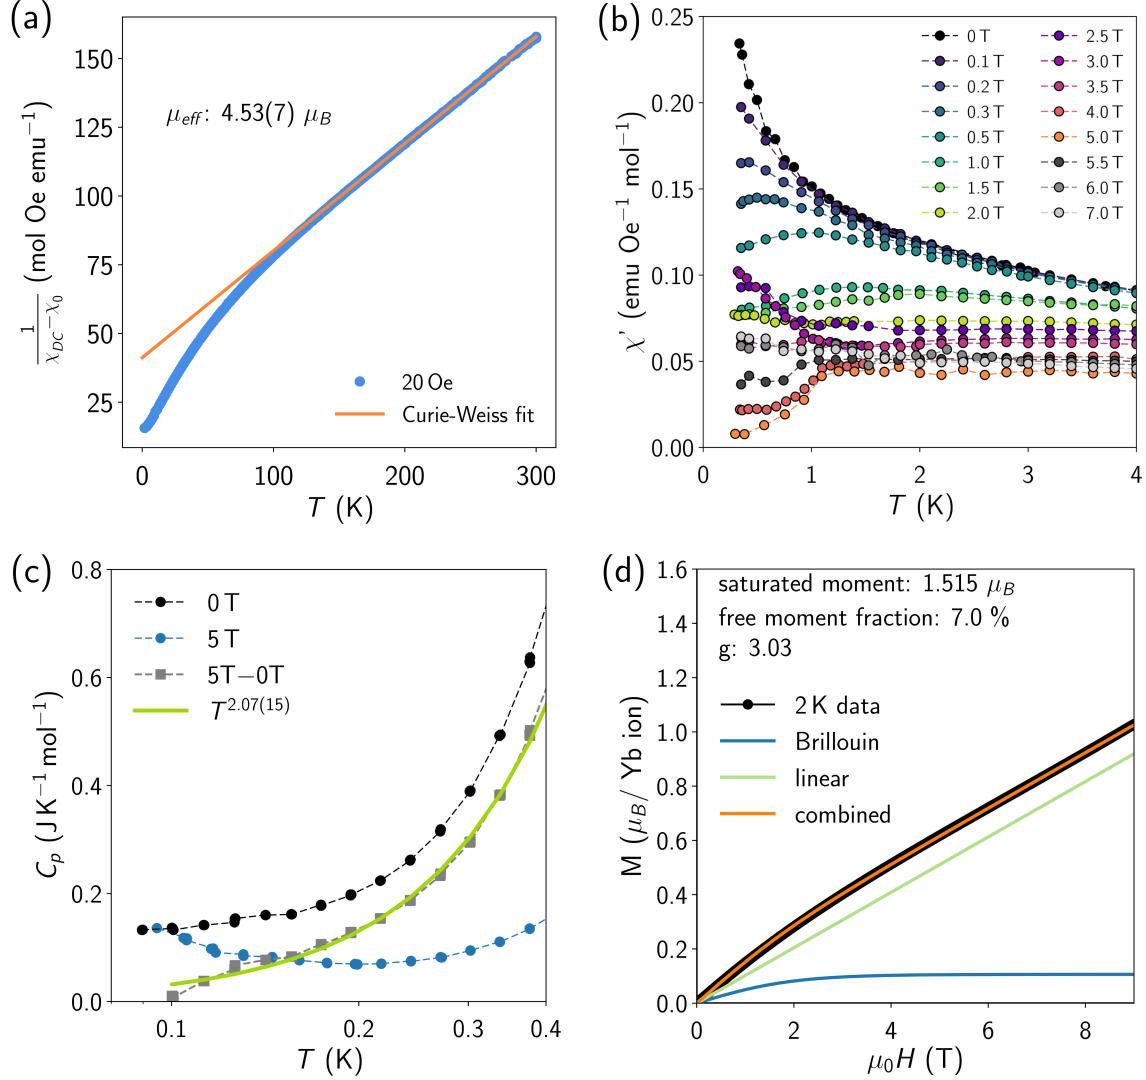 (a)
μeff: 4.53(7) μB
150
125
100
75
50
25
1/(χDC−χ0) (mol Oe emu−1)
20 Oe
Curie-Weiss fit
0 100 200 300
T (K)
(b)
0.25
0.20
0.15
0.10
0.05
0.00
χ’ (emu Oe−1 mol−1)
0 T 2.5 T
0.1 T 3.0 T
0.2 T 3.5 T
0.3 T 4.0 T
0.5 T 5.0 T
1.0 T 5.5 T
1.5 T 6.0 T
2.0 T 7.0 T
0 1 2 3 4
T (K)
(c)
0.8
0.6
0.4
0.2
0.0
Cp (J K−1 mol−1)
0 T
5 T
5T−0T
T2.07(15)
0.1 0.2 0.3 0.4
T (K)
(d)
1.6
1.4
1.2
1.0
0.8
0.6
0.4
0.2
0.0
M (μB/ Yb ion)
saturated moment: 1.515 μB
free moment fraction: 7.0 %
g: 3.03
2 K data
Brillouin
linear
combined
0 2 4 6 8
μ0H (T)